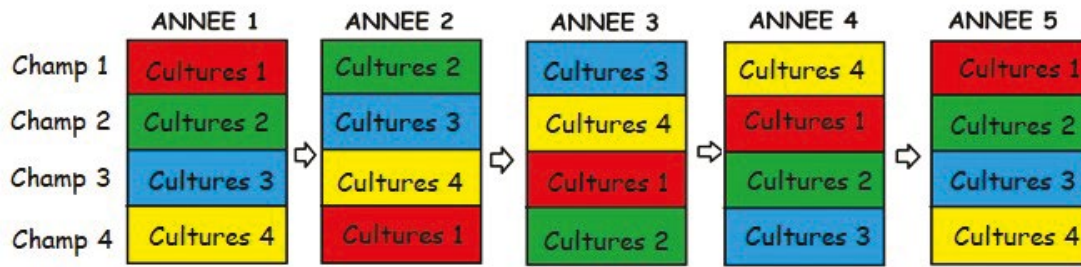 ANNEE 1 ANNEE 2 ANNEE 3 ANNEE 4 ANNEE 5
Champ 1 Cultures 1 Cultures 2 Cultures 3 Cultures 4 Cultures 1
Champ 2 Cultures 2 Cultures 3 Cultures 4 Cultures 1 Cultures 2
Champ 3 Cultures 3 Cultures 4 Cultures 1 Cultures 2 Cultures 3
Champ 4 Cultures 4 Cultures 1 Cultures 2 Cultures 3 Cultures 4